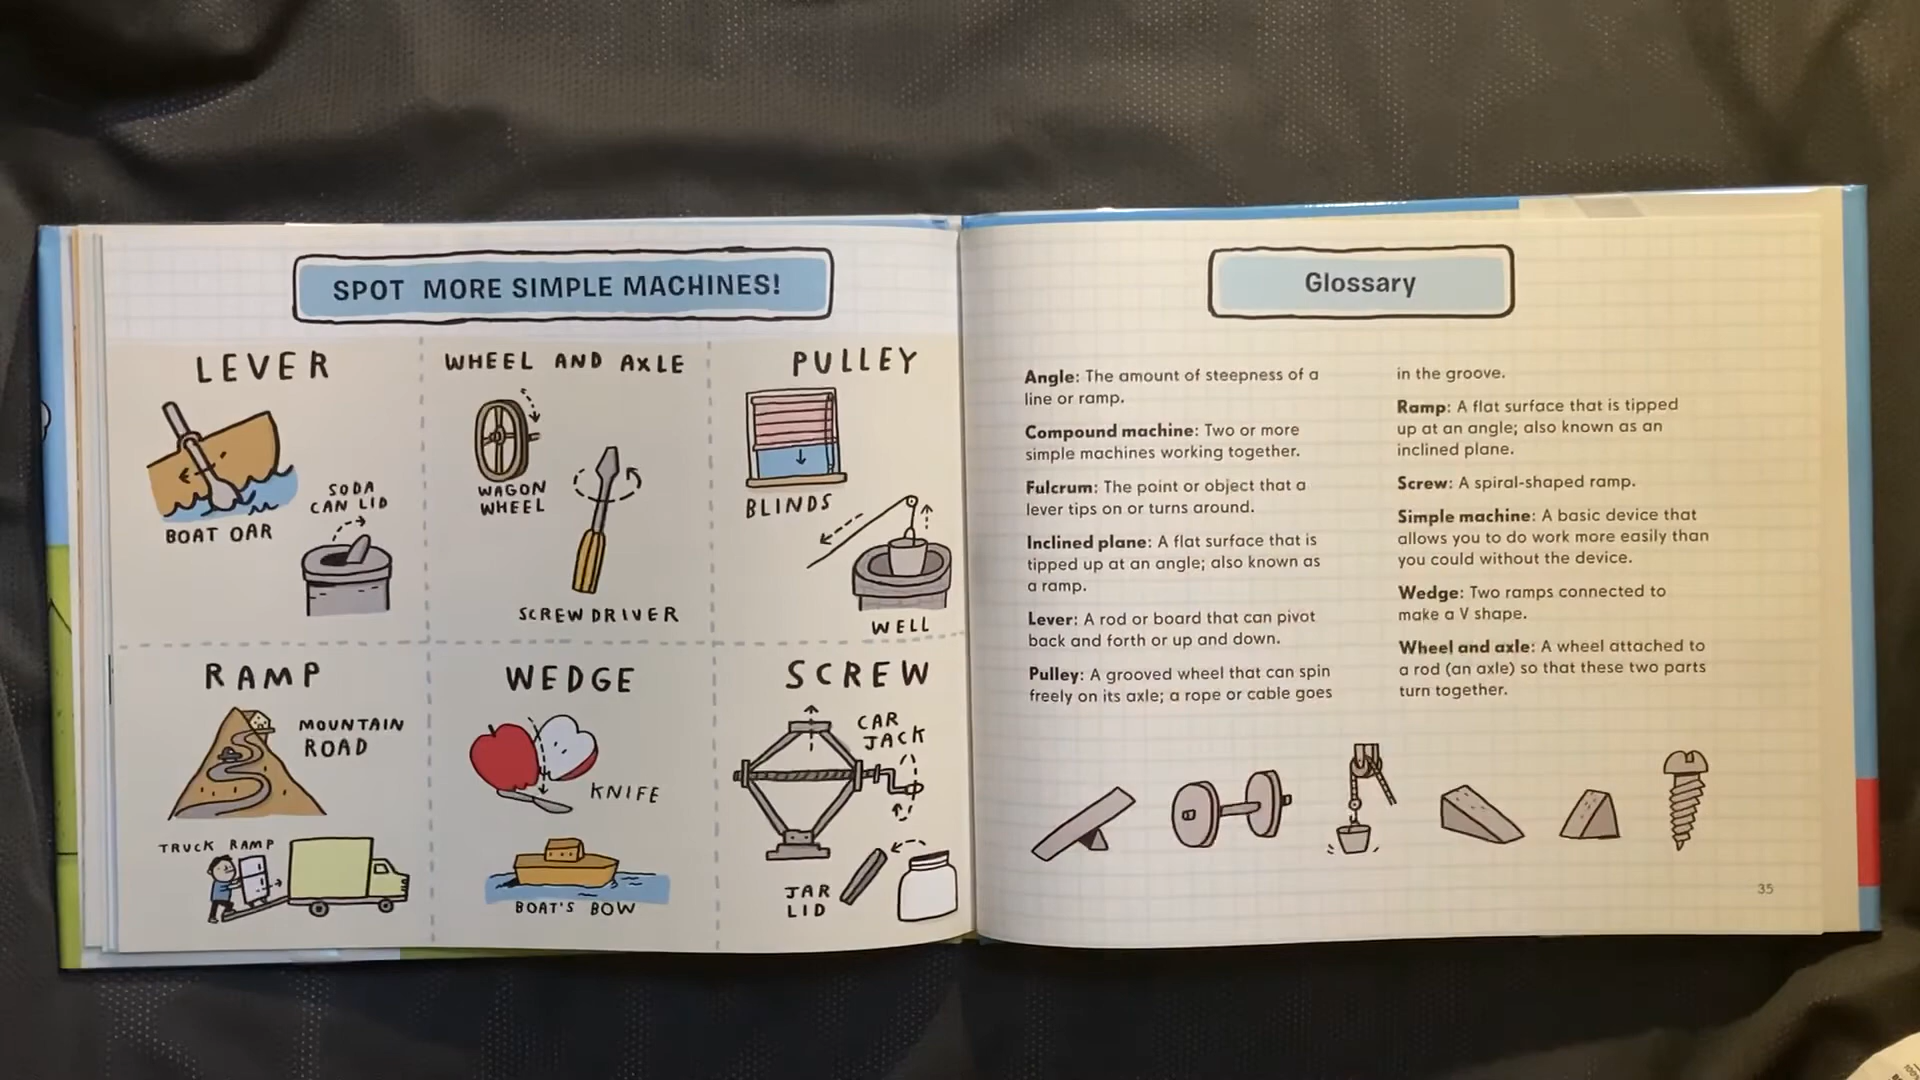 SPOT MORE SIMPLE MACHINES!
LEVER
BOAT OAR
SODA
CAN LID
WHEEL AND AXLE
WAGON
WHEEL
SCREWDRIVER
PULLEY
BLINDS
WELL
RAMP
MOUNTAIN
ROAD
TRUCK RAMP
WEDGE
KNIFE
BOAT'S BOW
SCREW
CAR
JACK
JAR
LID
Glossary
Angle: The amount of steepness of a
line or ramp.
Compound machine: Two or more
simple machines working together.
Fulcrum: The point or object that a
lever tips on or turns around.
Inclined plane: A flat surface that is
tipped up at an angle; also known as
a ramp.
Lever: A rod or board that can pivot
back and forth or up and down.
Pulley: A grooved wheel that can spin
freely on its axle; a rope or cable goes
in the groove.
Ramp: A flat surface that is tipped
up at an angle; also known as an
inclined plane.
Screw: A spiral-shaped ramp.
Simple machine: A basic device that
allows you to do work more easily than
you could without the device.
Wedge: Two ramps connected to
make a V shape.
Wheel and axle: A wheel attached to
a rod (an axle) so that these two parts
turn together.
35